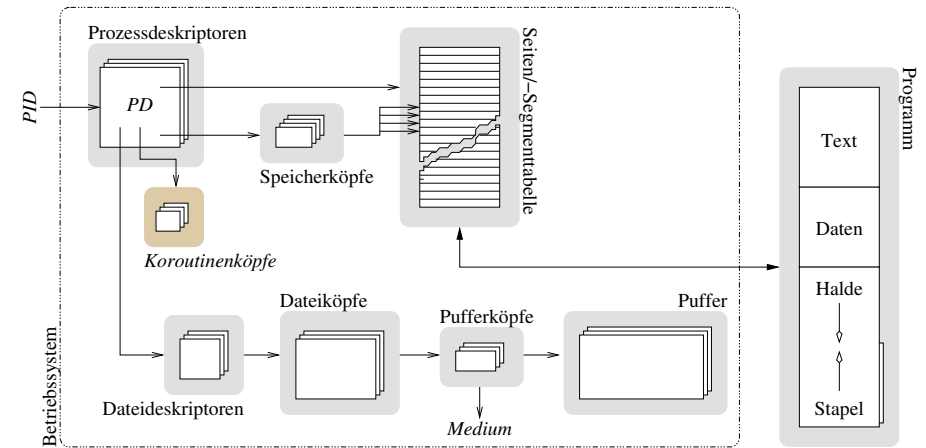 Prozessdeskriptoren
PID
PD
Speicherköpfe
Seiten/-Segmenttabelle
Koroutinenköpfe
Programm
Text
Daten
Halde
Stapel
Dateiköpfe
Pufferköpfe
Puffer
Dateideskriptoren
Medium
Betriebssystem